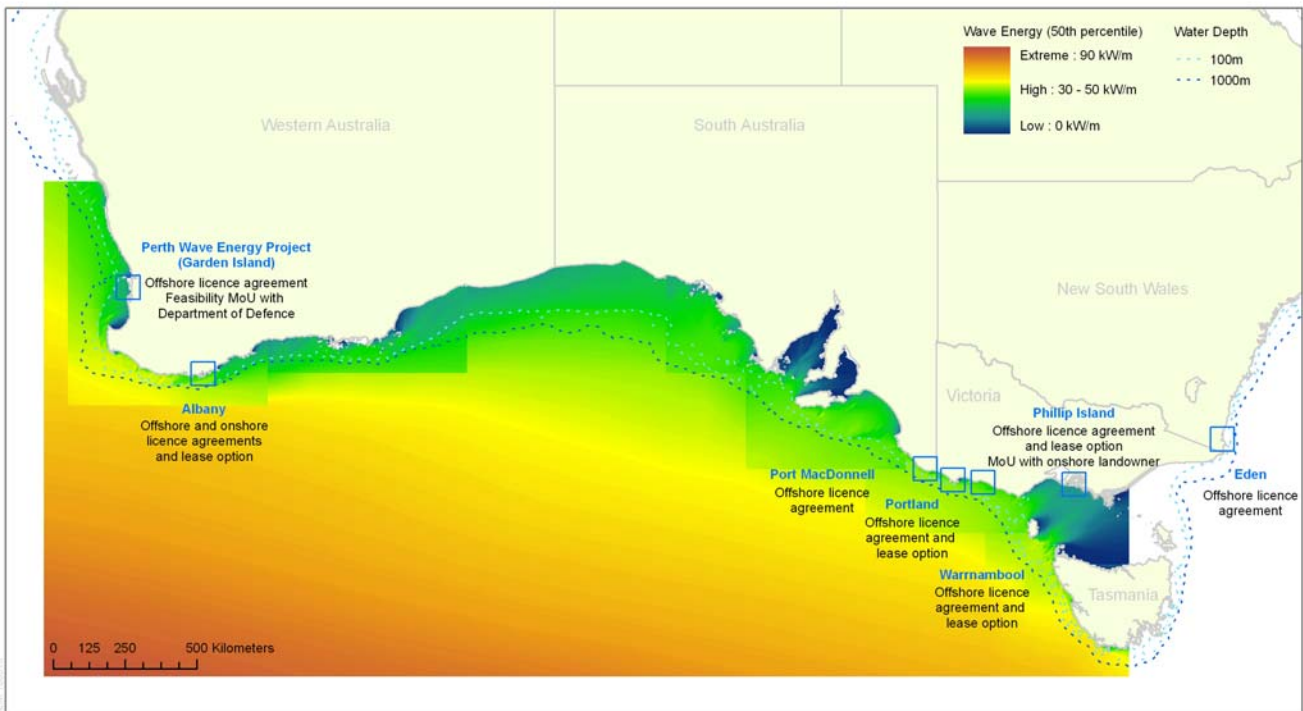 Wave Energy (50th percentile)
Extreme : 90 kW/m
High : 30 - 50 kW/m
Low : 0 kW/m
Water Depth
100m
1000m
Western Australia
South Australia
New South Wales
Victoria
Tasmania
Perth Wave Energy Project
(Garden Island)
Offshore licence agreement
Feasibility MoU with
Department of Defence
Albany
Offshore and onshore
licence agreements
and lease option
Port MacDonnell
Offshore licence
agreement
Portland
Offshore licence
agreement and
lease option
Warrnambool
Offshore licence
agreement and
lease option
Phillip Island
Offshore licence agreement
and lease option
MoU with onshore landowner
Eden
Offshore licence
agreement
0 125 250 500 Kilometers